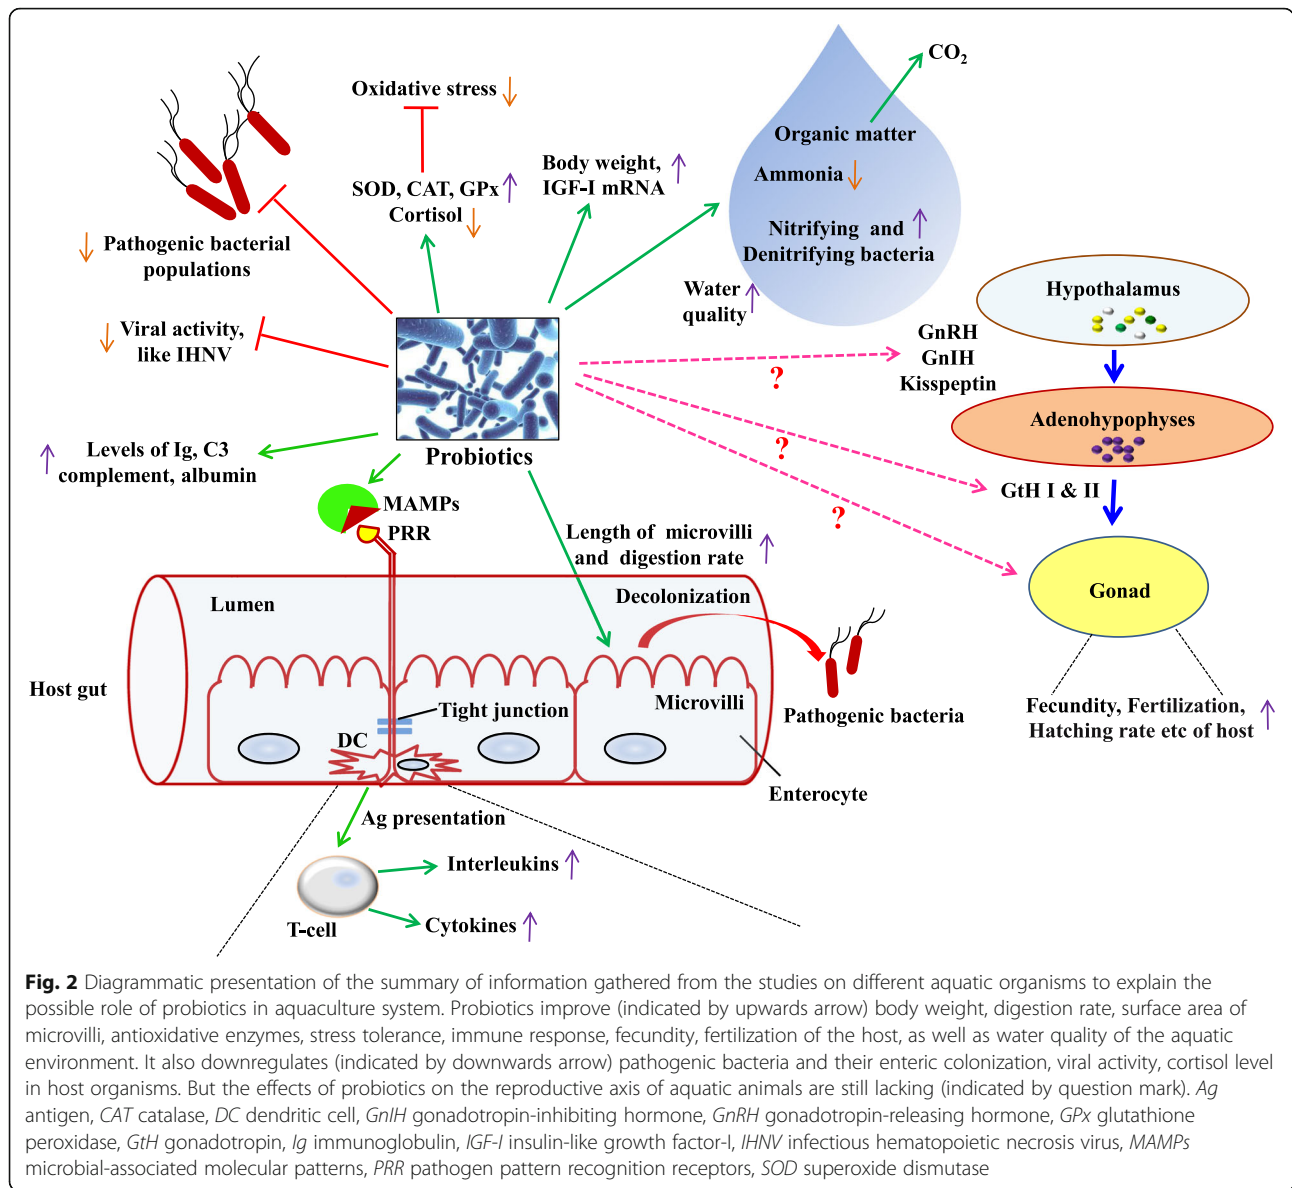 CO2
Oxidative stress
Organic matter
Body weight,
IGF-I mRNA
Ammonia
SOD, CAT, GPx
Cortisol
Nitrifying and
Denitrifying bacteria
Pathogenic bacterial
populations
Water
quality
Hypothalamus
Viral activity,
like IHNV
GnRH
GnIH
Kisspeptin
?
Adenohypophyses
Levels of Ig, C3
complement, albumin
Probiotics
?
GtH I & II
MAMPs
PRR
?
Length of microvilli
and digestion rate
Gonad
Lumen
Decolonization
Host gut
Microvilli
Tight junction
Pathogenic bacteria
Fecundity, Fertilization,
Hatching rate etc of host
DC
Enterocyte
Ag presentation
Interleukins
T-cell
Cytokines
Fig. 2 Diagrammatic presentation of the summary of information gathered from the studies on different aquatic organisms to explain the
possible role of probiotics in aquaculture system. Probiotics improve (indicated by upwards arrow) body weight, digestion rate, surface area of
microvilli, antioxidative enzymes, stress tolerance, immune response, fecundity, fertilization of the host, as well as water quality of the aquatic
environment. It also downregulates (indicated by downwards arrow) pathogenic bacteria and their enteric colonization, viral activity, cortisol level
in host organisms. But the effects of probiotics on the reproductive axis of aquatic animals are still lacking (indicated by question mark). Ag
antigen, CAT catalase, DC dendritic cell, GnIH gonadotropin-inhibiting hormone, GnRH gonadotropin-releasing hormone, GPx glutathione
peroxidase, GtH gonadotropin, Ig immunoglobulin, IGF-I insulin-like growth factor-I, IHNV infectious hematopoietic necrosis virus, MAMPs
microbial-associated molecular patterns, PRR pathogen pattern recognition receptors, SOD superoxide dismutase